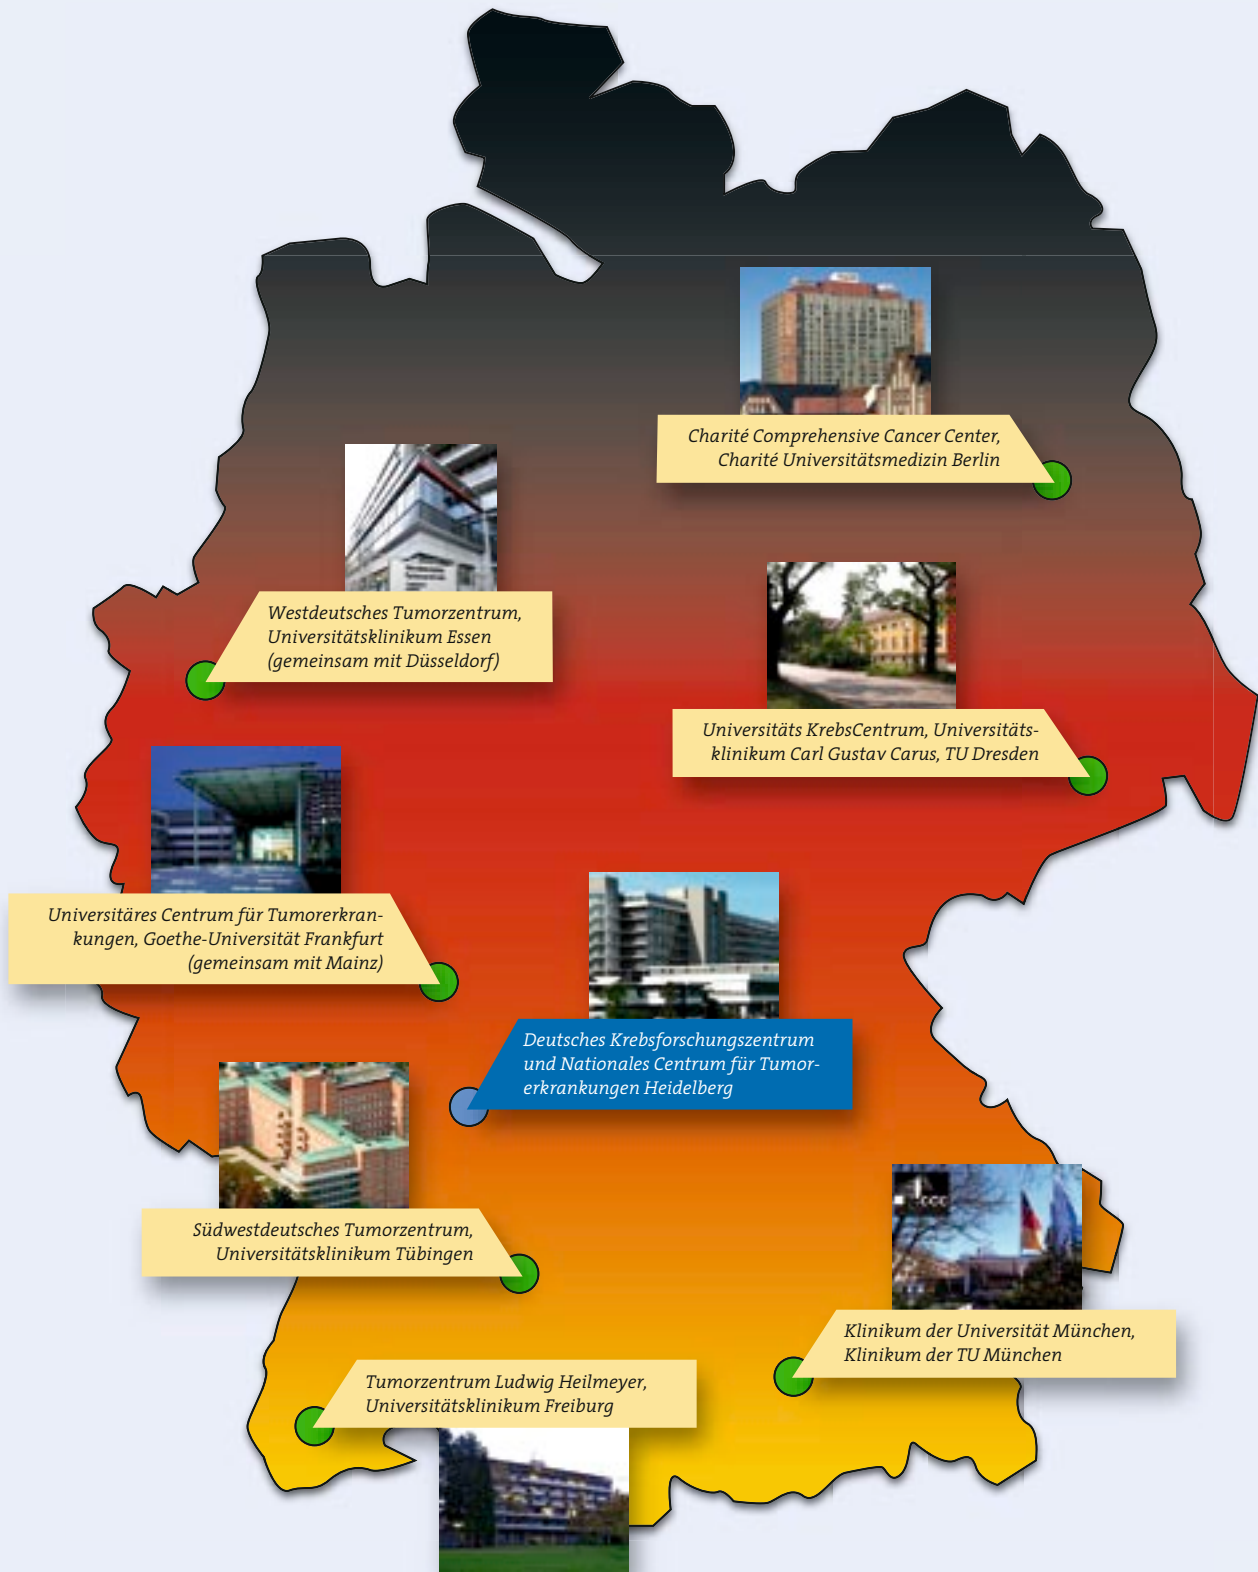 Charité Comprehensive Cancer Center,
Charité Universitätsmedizin Berlin
Westdeutsches Tumorzentrum,
Universitätsklinikum Essen
(gemeinsam mit Düsseldorf)
Universitäts KrebsCentrum, Universitäts-
klinikum Carl Gustav Carus, TU Dresden
Universitäres Centrum für Tumorerkran-
kungen, Goethe-Universität Frankfurt
(gemeinsam mit Mainz)
Deutsches Krebsforschungszentrum
und Nationales Centrum für Tumor-
erkrankungen Heidelberg
Südwestdeutsches Tumorzentrum,
Universitätsklinikum Tübingen
Klinikum der Universität München,
Klinikum der TU München
Tumorzentrum Ludwig Heilmeyer,
Universitätsklinikum Freiburg